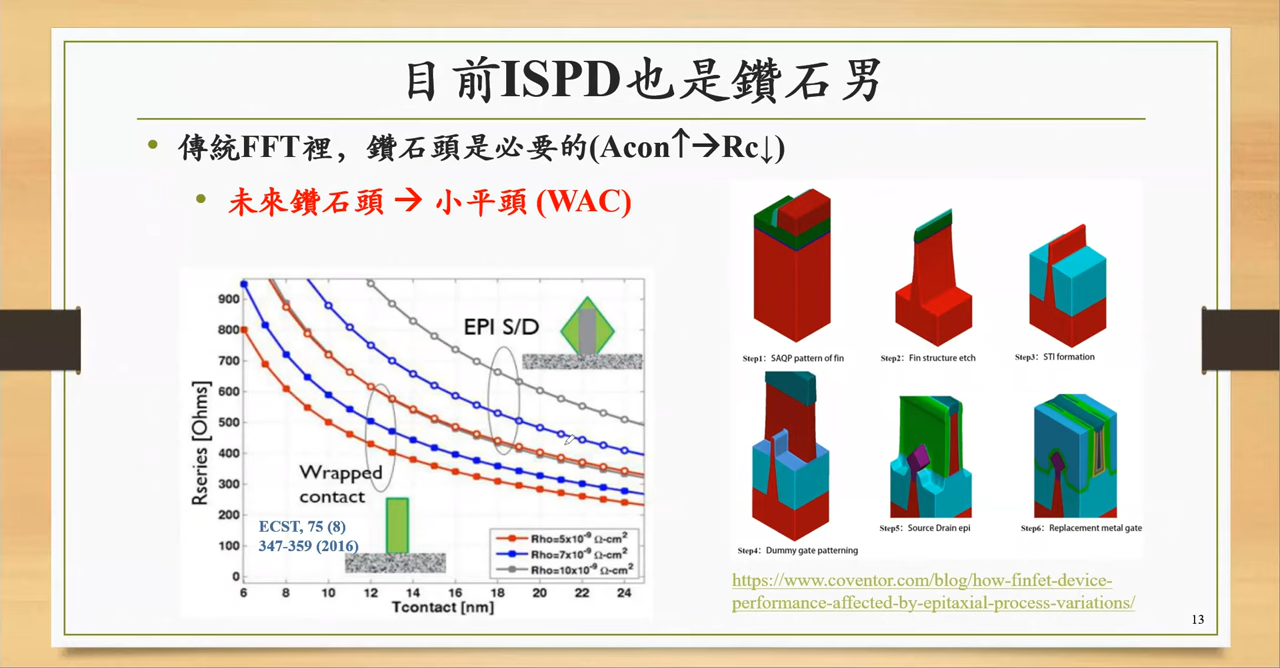 目前ISPD也是鑽石男
• 傳統FFT裡，鑽石頭是必要的(Acon↑→Rc↓)
• 未來鑽石頭 → 小平頭 (WAC)
Rseries [Ohms]
900
800
700
600
500
400
300
200
100
0
6 8 10 12 14 16 18 20 22 24
Tcontact [nm]
EPI S/D
Wrapped
contact
ECST, 75 (8)
347-359 (2016)
Rho=5x10⁻⁹ Ω-cm²
Rho=7x10⁻⁹ Ω-cm²
Rho=10x10⁻⁹ Ω-cm²
Step1： SAQP pattern of fin
Step2： Fin structure etch
Step3： STI formation
Step4： Dummy gate patterning
Step5： Source Drain epi
Step6： Replacement metal gate
https://www.coventor.com/blog/how-finfet-device-
performance-affected-by-epitaxial-process-variations/
13